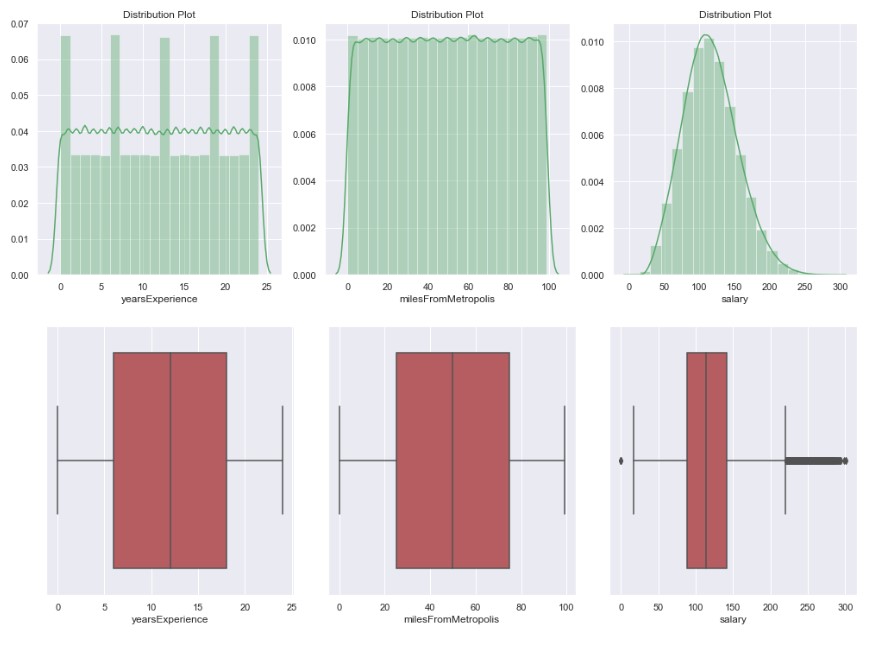 Distribution Plot Distribution Plot Distribution Plot
0.07
0.06
0.05
0.04
0.03
0.02
0.01
0.00
0 5 10 15 20 25
yearsExperience
0.010
0.008
0.006
0.004
0.002
0.000
0 20 40 60 80 100
milesFromMetropolis
0.010
0.008
0.006
0.004
0.002
0.000
0 50 100 150 200 250 300
salary
0 5 10 15 20 25
yearsExperience
0 20 40 60 80 100
milesFromMetropolis
0 50 100 150 200 250 300
salary